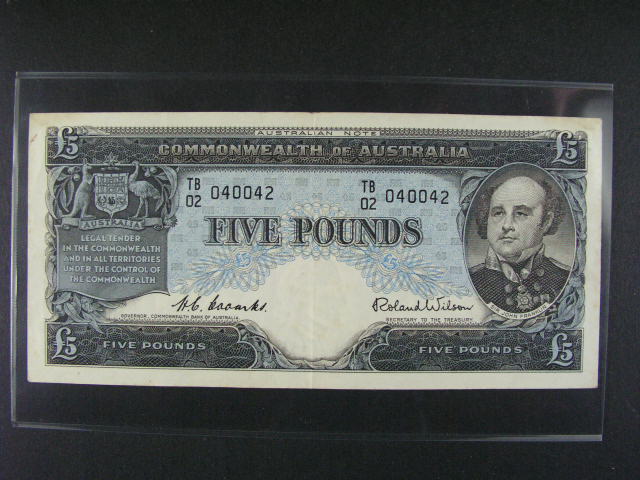 AUSTRALIAN NOTE
£5 COMMONWEALTH OF AUSTRALIA £5
TB
02 040042
TB
02 040042
AUSTRALIA
FIVE POUNDS
LEGAL TENDER
IN THE COMMONWEALTH
AND IN ALL TERRITORIES
UNDER THE CONTROL OF
THE COMMONWEALTH
£5 £5
SIR JOHN FRANKLIN
Roland Wilson
GOVERNOR, COMMONWEALTH BANK OF AUSTRALIA
SECRETARY TO THE TREASURY
£5 FIVE POUNDS
FIVE POUNDS £5